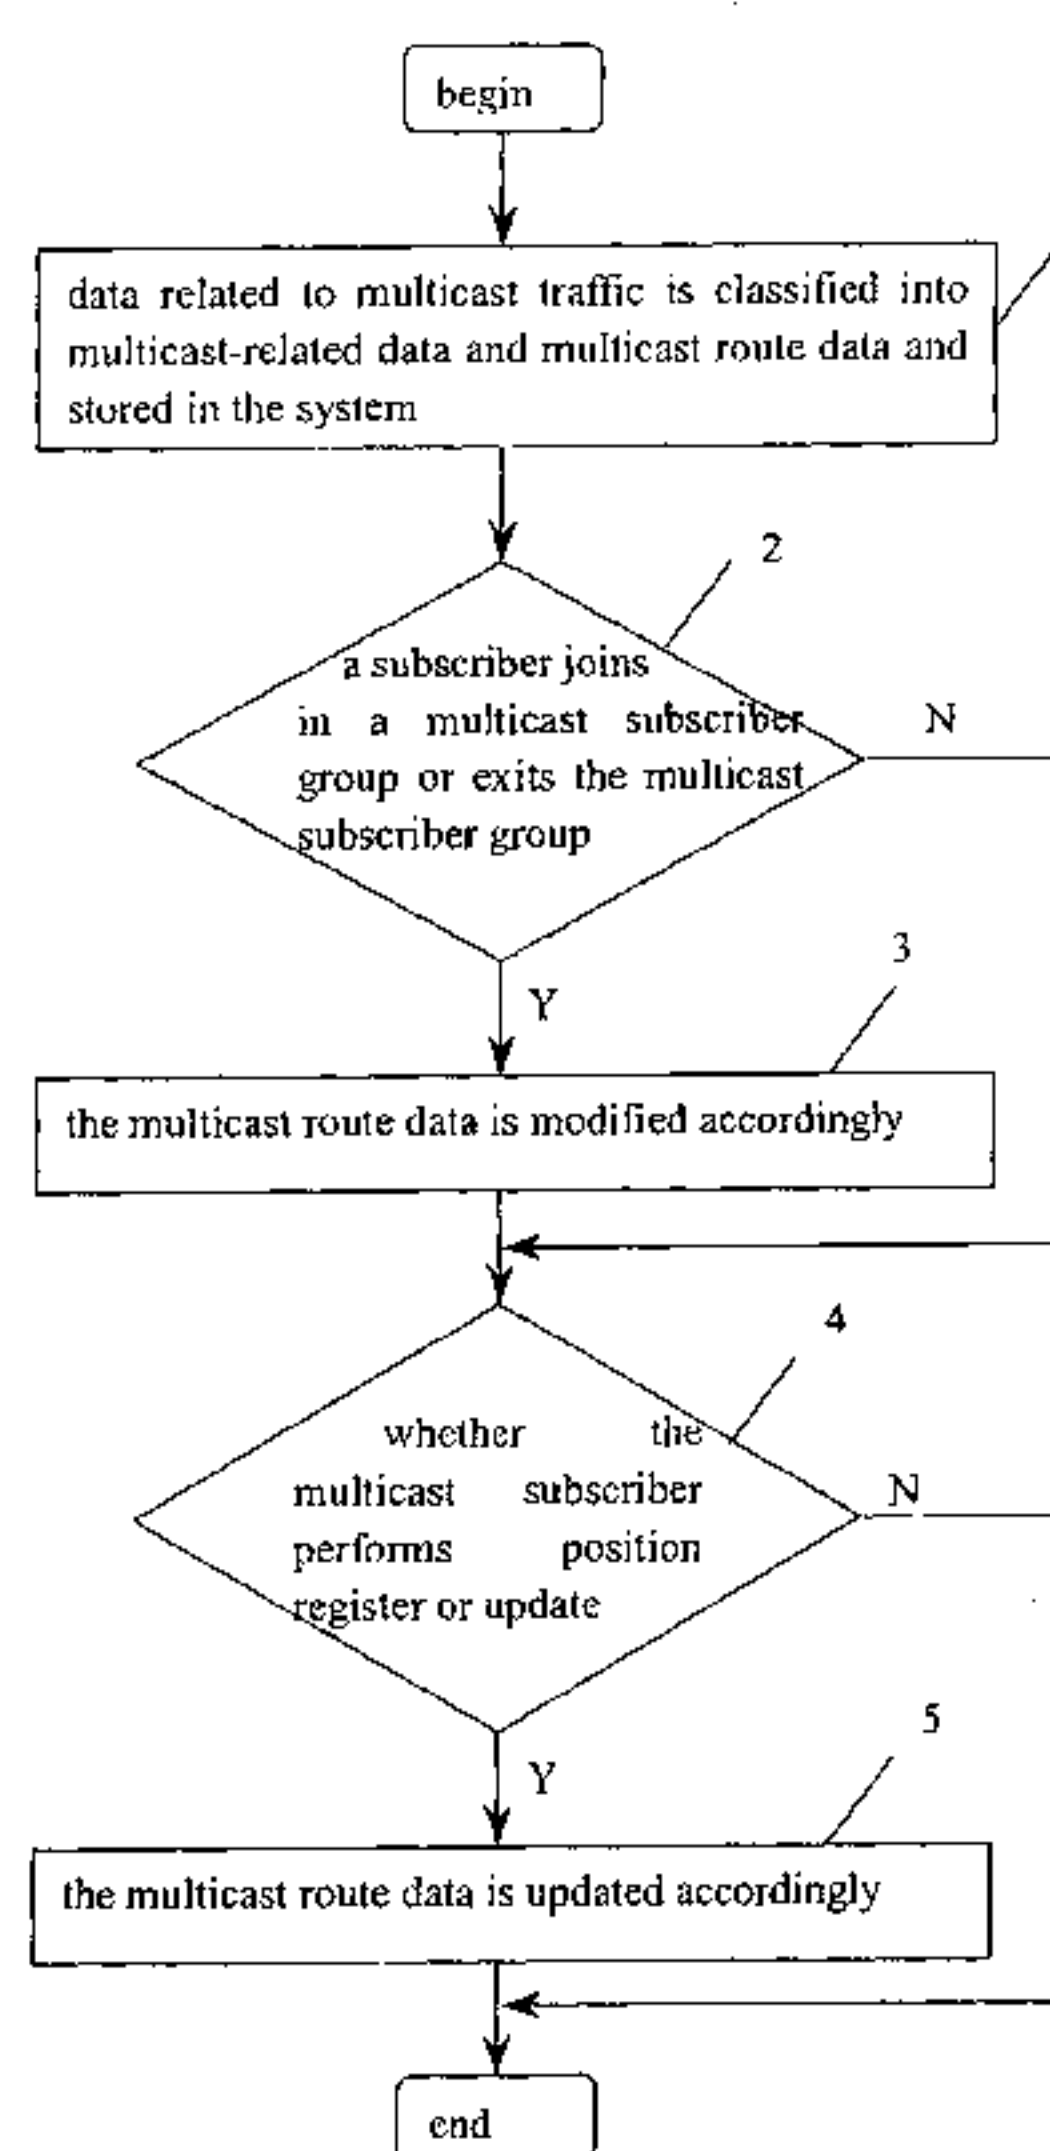 begin
data related to multicast traffic is classified into
multicast-related data and multicast route data and
stored in the system
2
a subscriber joins
in a multicast subscriber
group or exits the multicast
subscriber group
N
Y
3
the multicast route data is modified accordingly
4
whether the
multicast subscriber
performs position
register or update
N
Y
5
the multicast route data is updated accordingly
end